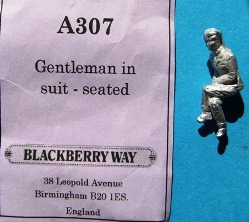 A307
Gentleman in
suit - seated
BLACKBERRY WAY
38 Leopold Avenue
Birmingham B20 1ES.
England